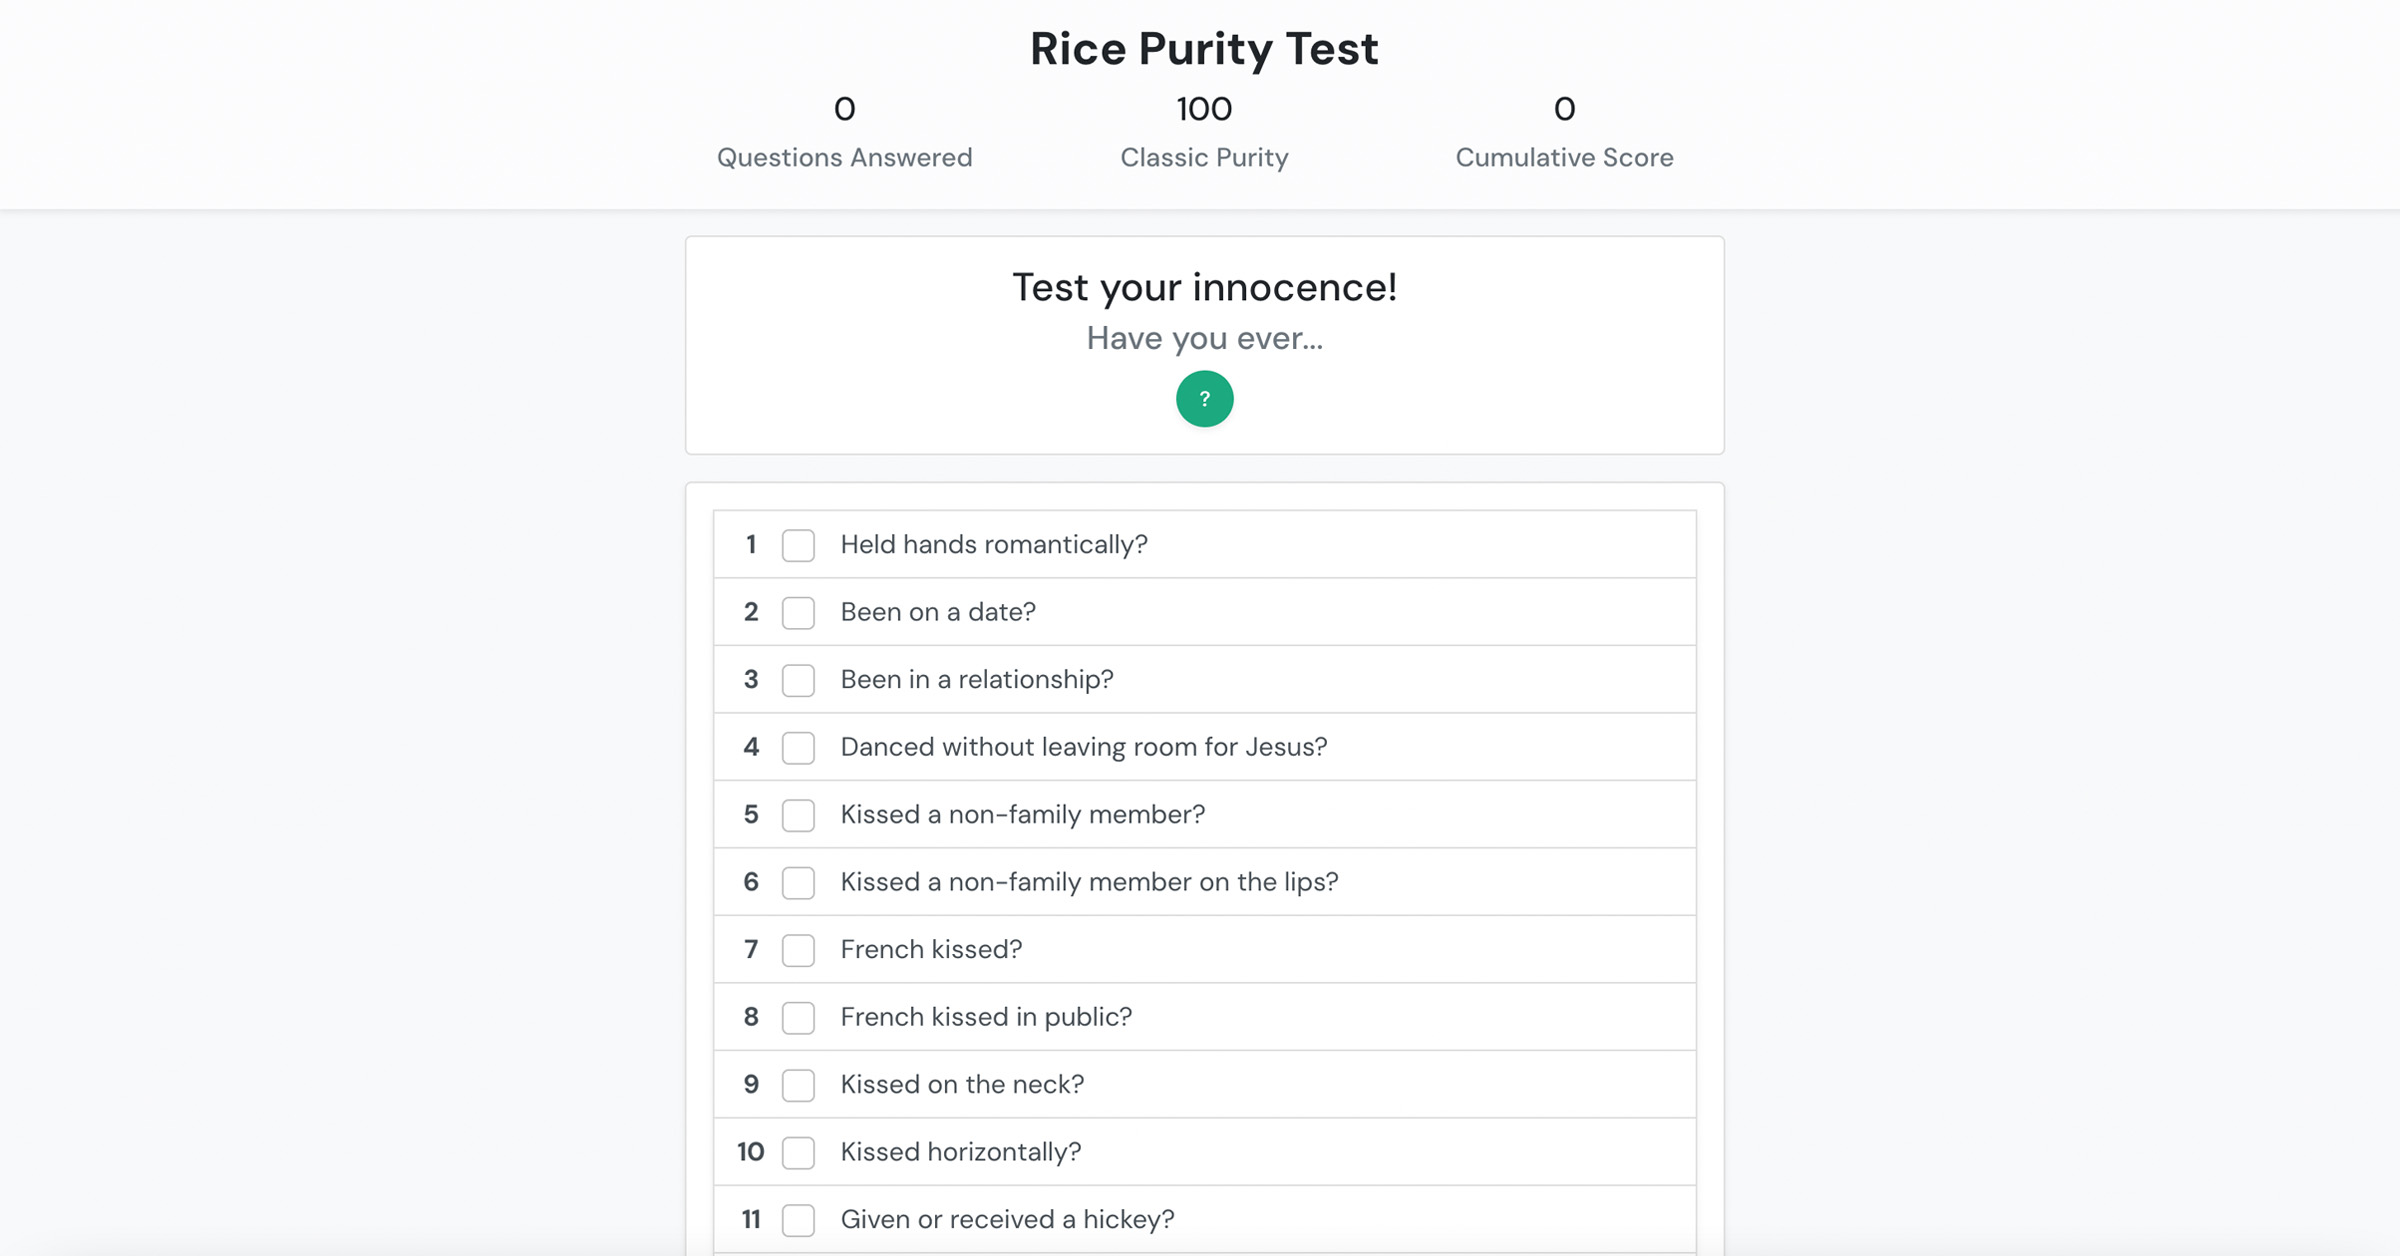 Rice Purity Test
0 100 0
Questions Answered Classic Purity Cumulative Score
Test your innocence!
Have you ever...
?
1 Held hands romantically?
2 Been on a date?
3 Been in a relationship?
4 Danced without leaving room for Jesus?
5 Kissed a non-family member?
6 Kissed a non-family member on the lips?
7 French kissed?
8 French kissed in public?
9 Kissed on the neck?
10 Kissed horizontally?
11 Given or received a hickey?